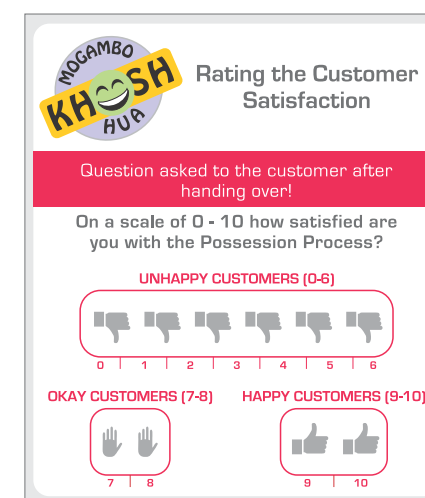 MOGAMBO
KHOSH
HUA
Rating the Customer
Satisfaction
Question asked to the customer after
handing over!
On a scale of 0 - 10 how satisfied are
you with the Possession Process?
UNHAPPY CUSTOMERS (0-6)
0 | 1 | 2 | 3 | 4 | 5 | 6
OKAY CUSTOMERS (7-8)
7 | 8
HAPPY CUSTOMERS (9-10)
9 | 10